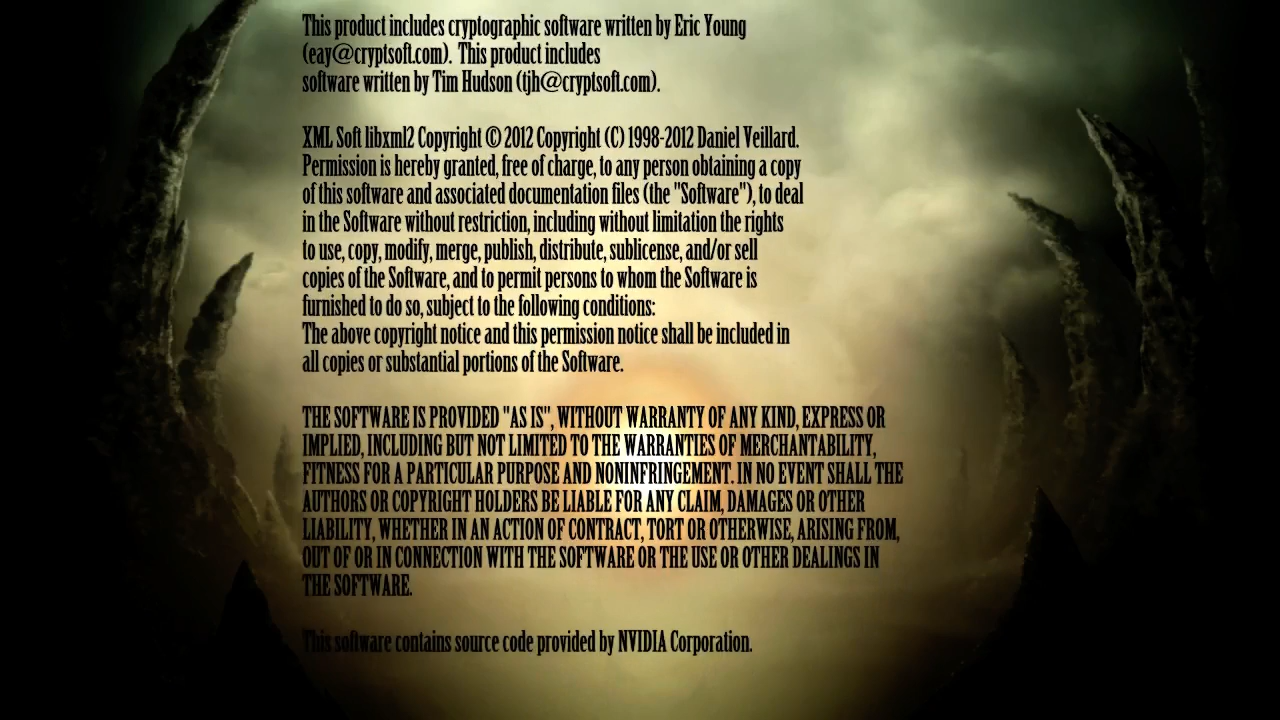 This product includes cryptographic software written by Eric Young
(eay@cryptsoft.com).  This product includes
software written by Tim Hudson (tjh@cryptsoft.com).
XML Soft libxml2 Copyright © 2012 Copyright (C) 1998-2012 Daniel Veillard.
Permission is hereby granted, free of charge, to any person obtaining a copy
of this software and associated documentation files (the "Software"), to deal
in the Software without restriction, including without limitation the rights
to use, copy, modify, merge, publish, distribute, sublicense, and/or sell
copies of the Software, and to permit persons to whom the Software is
furnished to do so, subject to the following conditions:
The above copyright notice and this permission notice shall be included in
all copies or substantial portions of the Software.
THE SOFTWARE IS PROVIDED "AS IS", WITHOUT WARRANTY OF ANY KIND, EXPRESS OR
IMPLIED, INCLUDING BUT NOT LIMITED TO THE WARRANTIES OF MERCHANTABILITY,
FITNESS FOR A PARTICULAR PURPOSE AND NONINFRINGEMENT. IN NO EVENT SHALL THE
AUTHORS OR COPYRIGHT HOLDERS BE LIABLE FOR ANY CLAIM, DAMAGES OR OTHER
LIABILITY, WHETHER IN AN ACTION OF CONTRACT, TORT OR OTHERWISE, ARISING FROM,
OUT OF OR IN CONNECTION WITH THE SOFTWARE OR THE USE OR OTHER DEALINGS IN
THE SOFTWARE.
This software contains source code provided by NVIDIA Corporation.